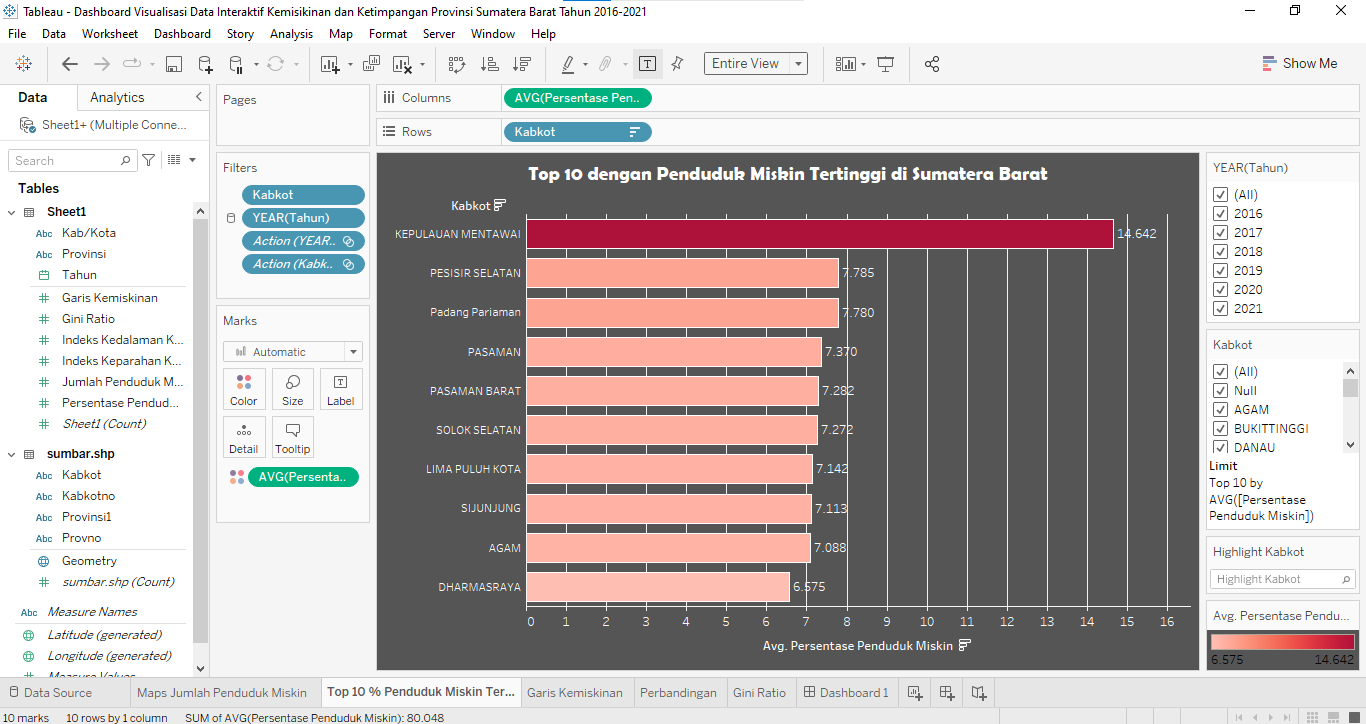 Tableau - Dashboard Visualisasi Data Interaktif Kemisikinan dan Ketimpangan Provinsi Sumatera Barat Tahun 2016-2021
File Data Worksheet Dashboard Story Analysis Map Format Server Window Help
Entire View
Show Me
Data Analytics
Sheet1+ (Multiple Conne...
Search
Tables
Sheet1
Abc Kab/Kota
Abc Provinsi
Tahun
Garis Kemiskinan
Gini Ratio
Indeks Kedalaman K...
Indeks Keparahan K...
Jumlah Penduduk M...
Persentase Pendud...
Sheet1 (Count)
sumbar.shp
Abc Kabkot
Abc Kabkotno
Abc Provinsi1
Abc Provno
Geometry
sumbar.shp (Count)
Abc Measure Names
Latitude (generated)
Longitude (generated)
Measure Values
Pages
Filters
Kabkot
YEAR(Tahun)
Action (YEAR..
Action (Kabk..
Marks
Automatic
Color Size Label
Detail Tooltip
AVG(Persenta..
Columns AVG(Persentase Pen..
Rows Kabkot
Top 10 dengan Penduduk Miskin Tertinggi di Sumatera Barat
Kabkot
KEPULAUAN MENTAWAI 14.642
PESISIR SELATAN 7.785
Padang Pariaman 7.780
PASAMAN 7.370
PASAMAN BARAT 7.282
SOLOK SELATAN 7.272
LIMA PULUH KOTA 7.142
SIJUNJUNG 7.113
AGAM 7.088
DHARMASRAYA 6.575
0 1 2 3 4 5 6 7 8 9 10 11 12 13 14 15 16
Avg. Persentase Penduduk Miskin
YEAR(Tahun)
(All)
2016
2017
2018
2019
2020
2021
Kabkot
(All)
Null
AGAM
BUKITTINGGI
DANAU
Limit
Top 10 by
AVG([Persentase
Penduduk Miskin])
Highlight Kabkot
Highlight Kabkot
Avg. Persentase Pendu...
6.575 14.642
Data Source Maps Jumlah Penduduk Miskin Top 10 % Penduduk Miskin Ter... Garis Kemiskinan Perbandingan Gini Ratio Dashboard 1
10 marks 10 rows by 1 column SUM of AVG(Persentase Penduduk Miskin): 80.048